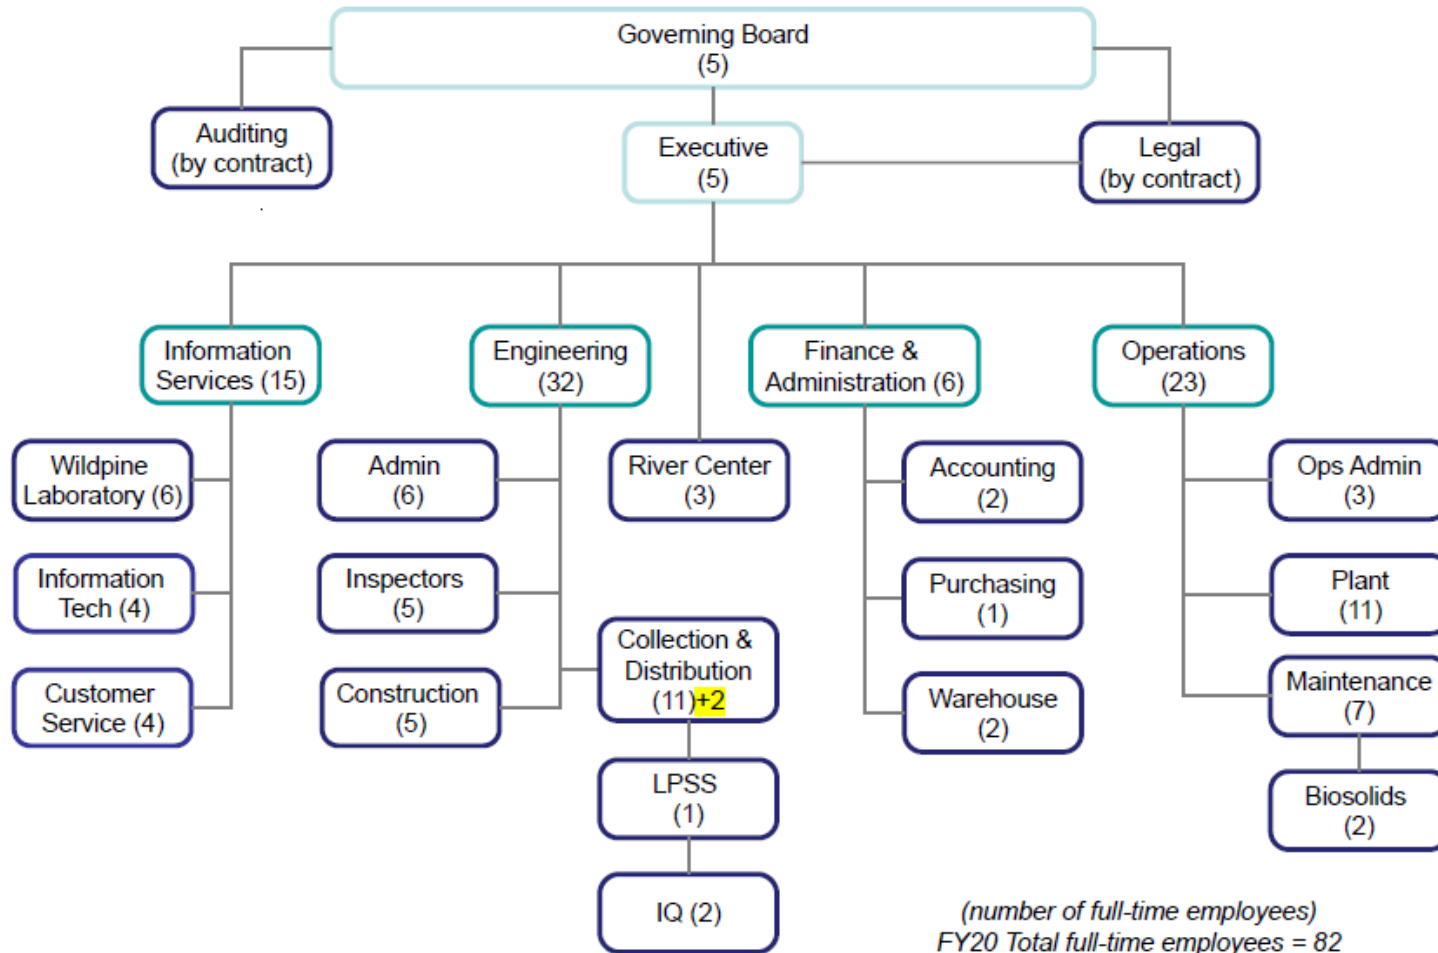 Governing Board
(5)
Auditing
(by contract)
Executive
(5)
Legal
(by contract)
Information
Services (15)
Engineering
(32)
Finance &
Administration (6)
Operations
(23)
Wildpine
Laboratory (6)
Admin
(6)
River Center
(3)
Accounting
(2)
Ops Admin
(3)
Information
Tech (4)
Inspectors
(5)
Purchasing
(1)
Plant
(11)
Collection &
Distribution
(11)+2
Customer
Service (4)
Construction
(5)
Warehouse
(2)
Maintenance
(7)
LPSS
(1)
Biosolids
(2)
IQ (2)
(number of full-time employees)
FY20 Total full-time employees = 82